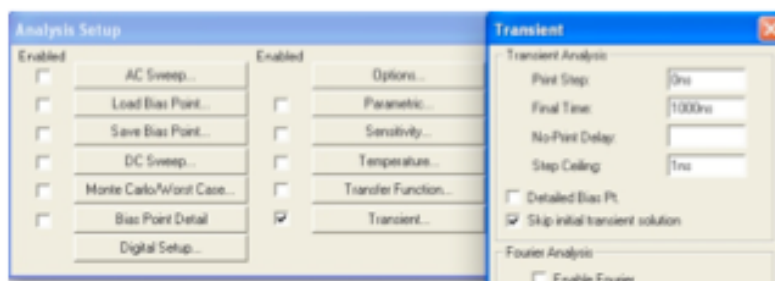 Analysis Setup
Enabled
Enabled
AC Sweep...
Options...
Load Bias Point...
Parametric...
Save Bias Point...
Sensitivity...
DC Sweep...
Temperature...
Monte Carlo/Worst Case...
Transfer Function...
Bias Point Detail
Transient...
Digital Setup...
Transient
Transient Analysis
Print Step:
0ns
Final Time:
1000ns
No-Print Delay:
Step Ceiling:
1ns
Detailed Bias Pt.
Skip initial transient solution
Fourier Analysis
Enable Fourier